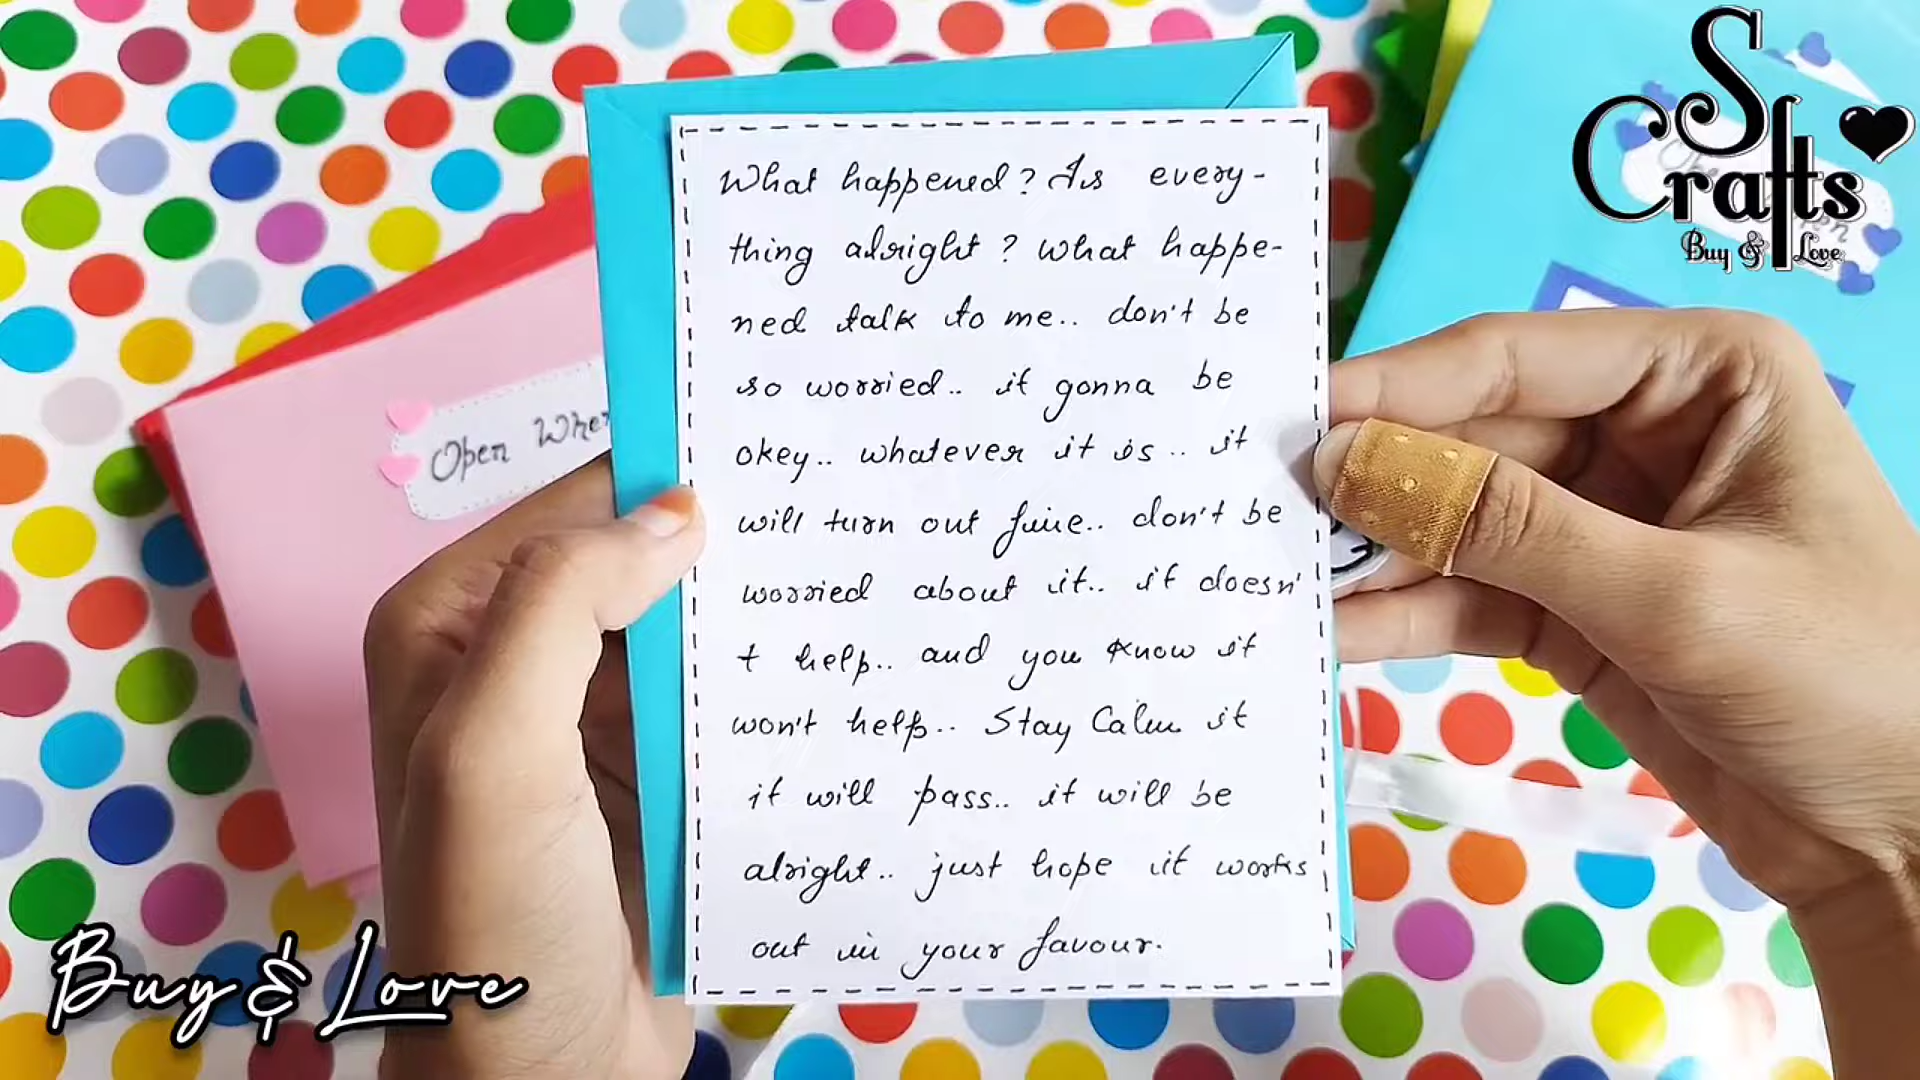 What happened? Is every-
thing alright? What happe-
ned talk to me.. don't be
so worried.. it gonna be
okey.. whatever it is.. it
will turn out fine.. don't be
worried about it.. it doesn'
t help.. and you know it
won't help.. Stay Calm it
it will pass.. it will be
alright.. just hope it works
out in your favour.
Open When
S Crafts
Buy & Love
Buy & Love